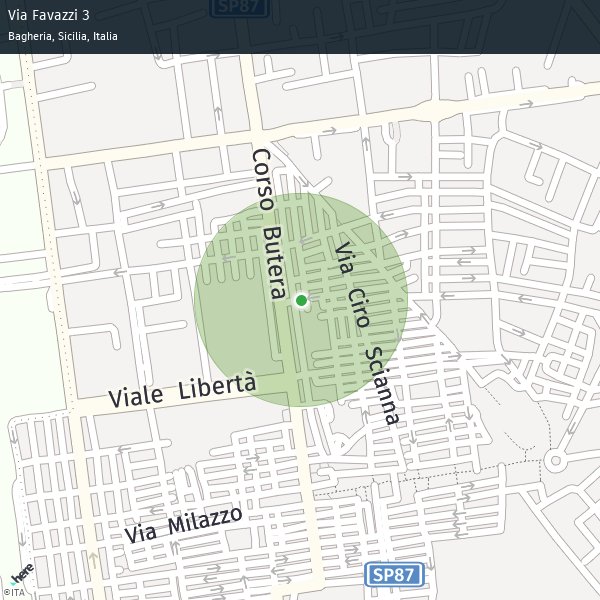 SP87
Via Favazzi 3
Bagheria, Sicilia, Italia
Corso Butera
Via Ciro Scianna
Viale Libertà
Via Milazzo
SP87
here
©ITA